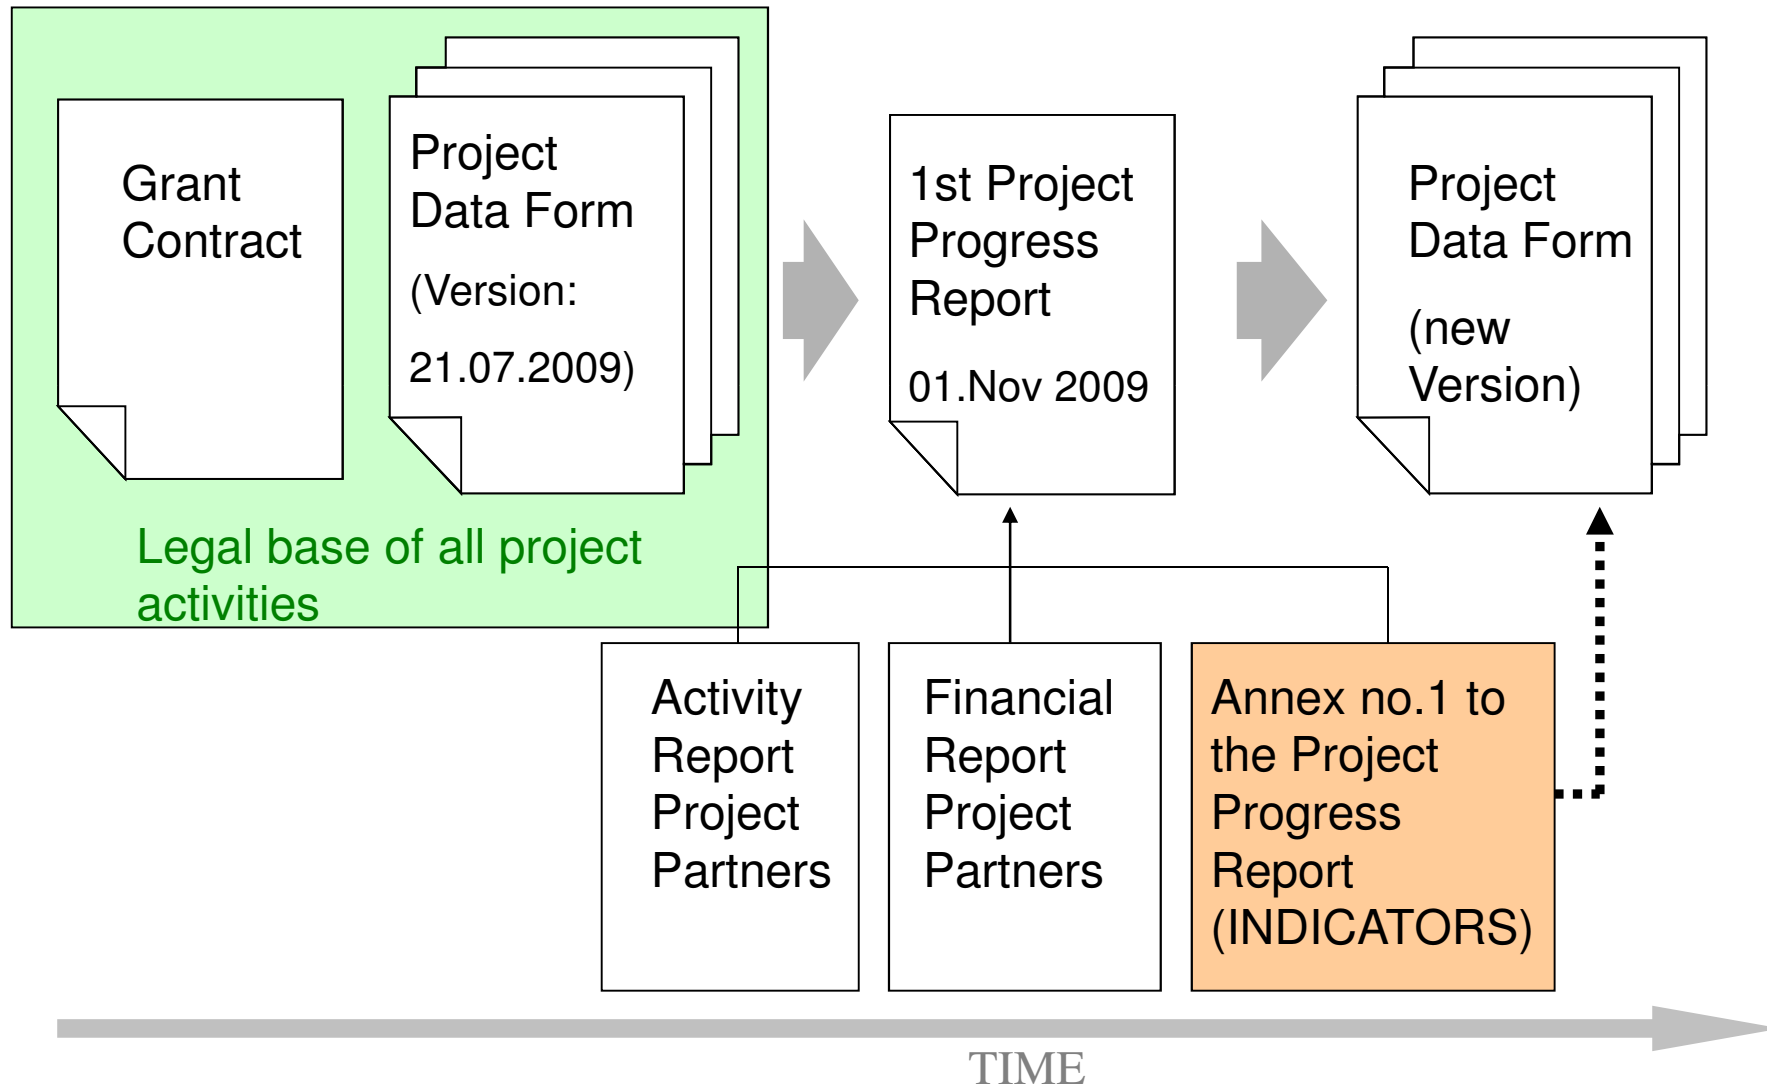 Grant
Contract
Project
Data Form
(Version:
21.07.2009)
Legal base of all project
activities
1st Project
Progress
Report
01.Nov 2009
Project
Data Form
(new
Version)
Activity
Report
Project
Partners
Financial
Report
Project
Partners
Annex no.1 to
the Project
Progress
Report
(INDICATORS)
TIME